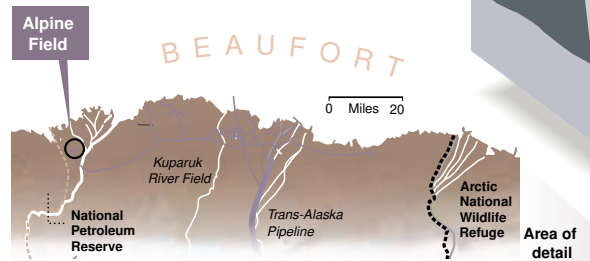 Alpine
Field
BEAUFORT
0 Miles 20
Kuparuk
River Field
Trans-Alaska
Pipeline
National
Petroleum
Reserve
Arctic
National
Wildlife
Refuge
Area of
detail